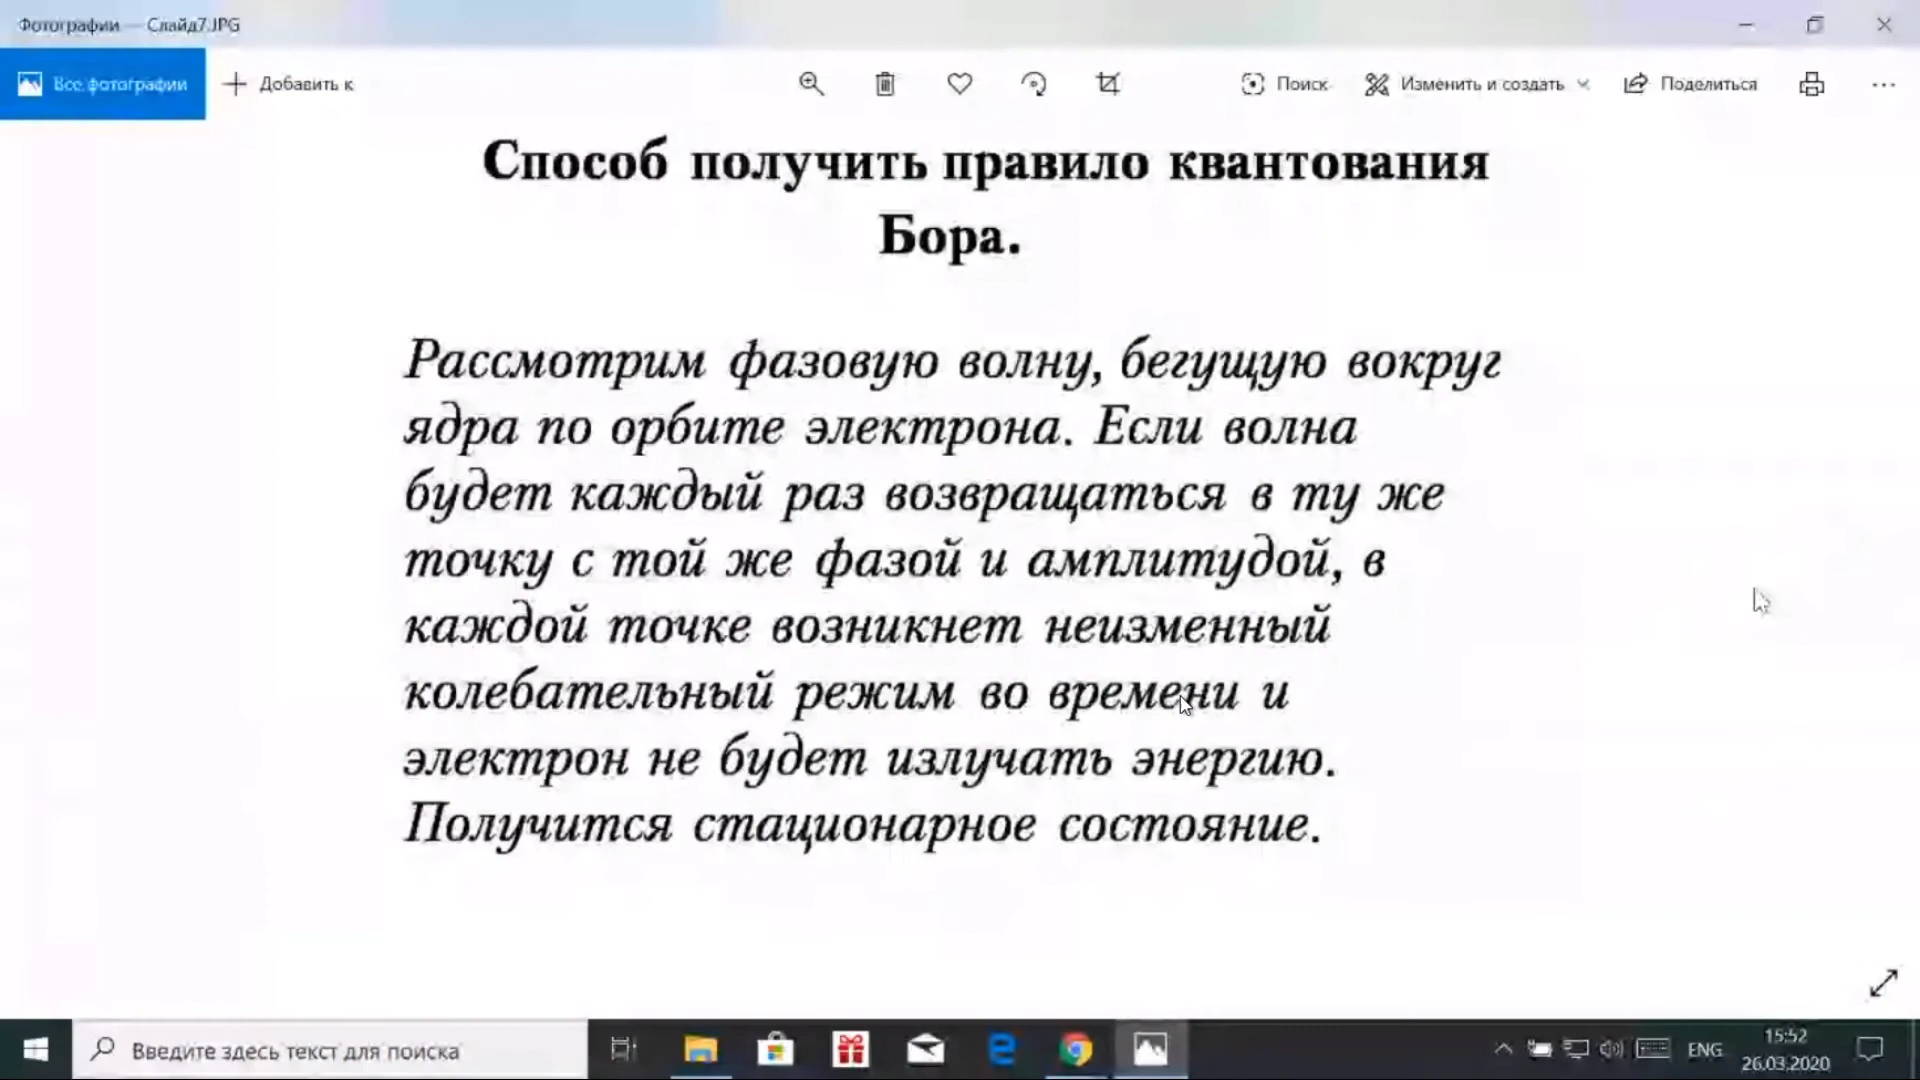 Фотографии — Слайд7.JPG
Все фотографии
Добавить к
Поиск
Изменить и создать
Поделиться
Способ получить правило квантования
Бора.
Рассмотрим фазовую волну, бегущую вокруг
ядра по орбите электрона. Если волна
будет каждый раз возвращаться в ту же
точку с той же фазой и амплитудой, в
каждой точке возникнет неизменный
колебательный режим во времени и
электрон не будет излучать энергию.
Получится стационарное состояние.
Введите здесь текст для поиска
ENG
15:52
26.03.2020